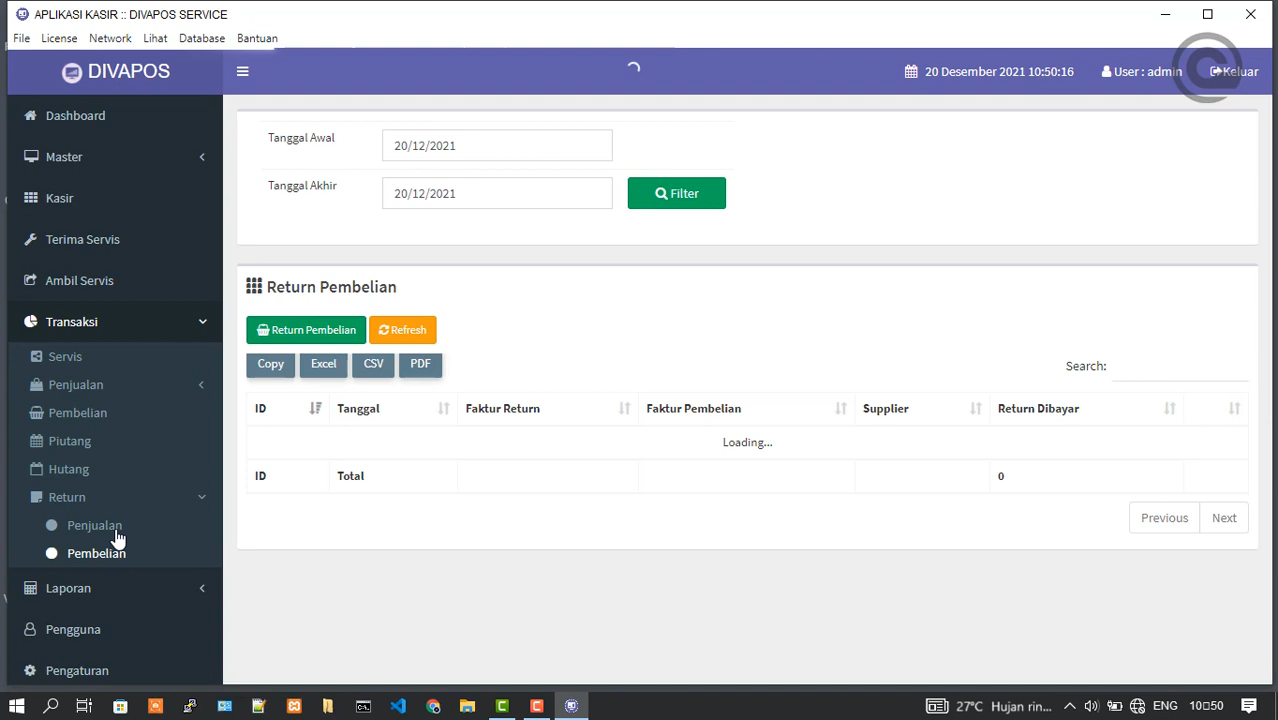 APLIKASI KASIR :: DIVAPOS SERVICE
File License Network Lihat Database Bantuan
DIVAPOS 20 Desember 2021 10:50:16 User : admin Keluar
Dashboard
Master
Kasir
Terima Servis
Ambil Servis
Transaksi
Servis
Penjualan
Pembelian
Piutang
Hutang
Return
Penjualan
Pembelian
Laporan
Pengguna
Pengaturan
Tanggal Awal 20/12/2021
Tanggal Akhir 20/12/2021 Filter
Return Pembelian
Return Pembelian Refresh
Copy Excel CSV PDF Search:
ID Tanggal Faktur Return Faktur Pembelian Supplier Return Dibayar
Loading...
ID Total 0
Previous Next
27°C Hujan rin... ENG 10:50